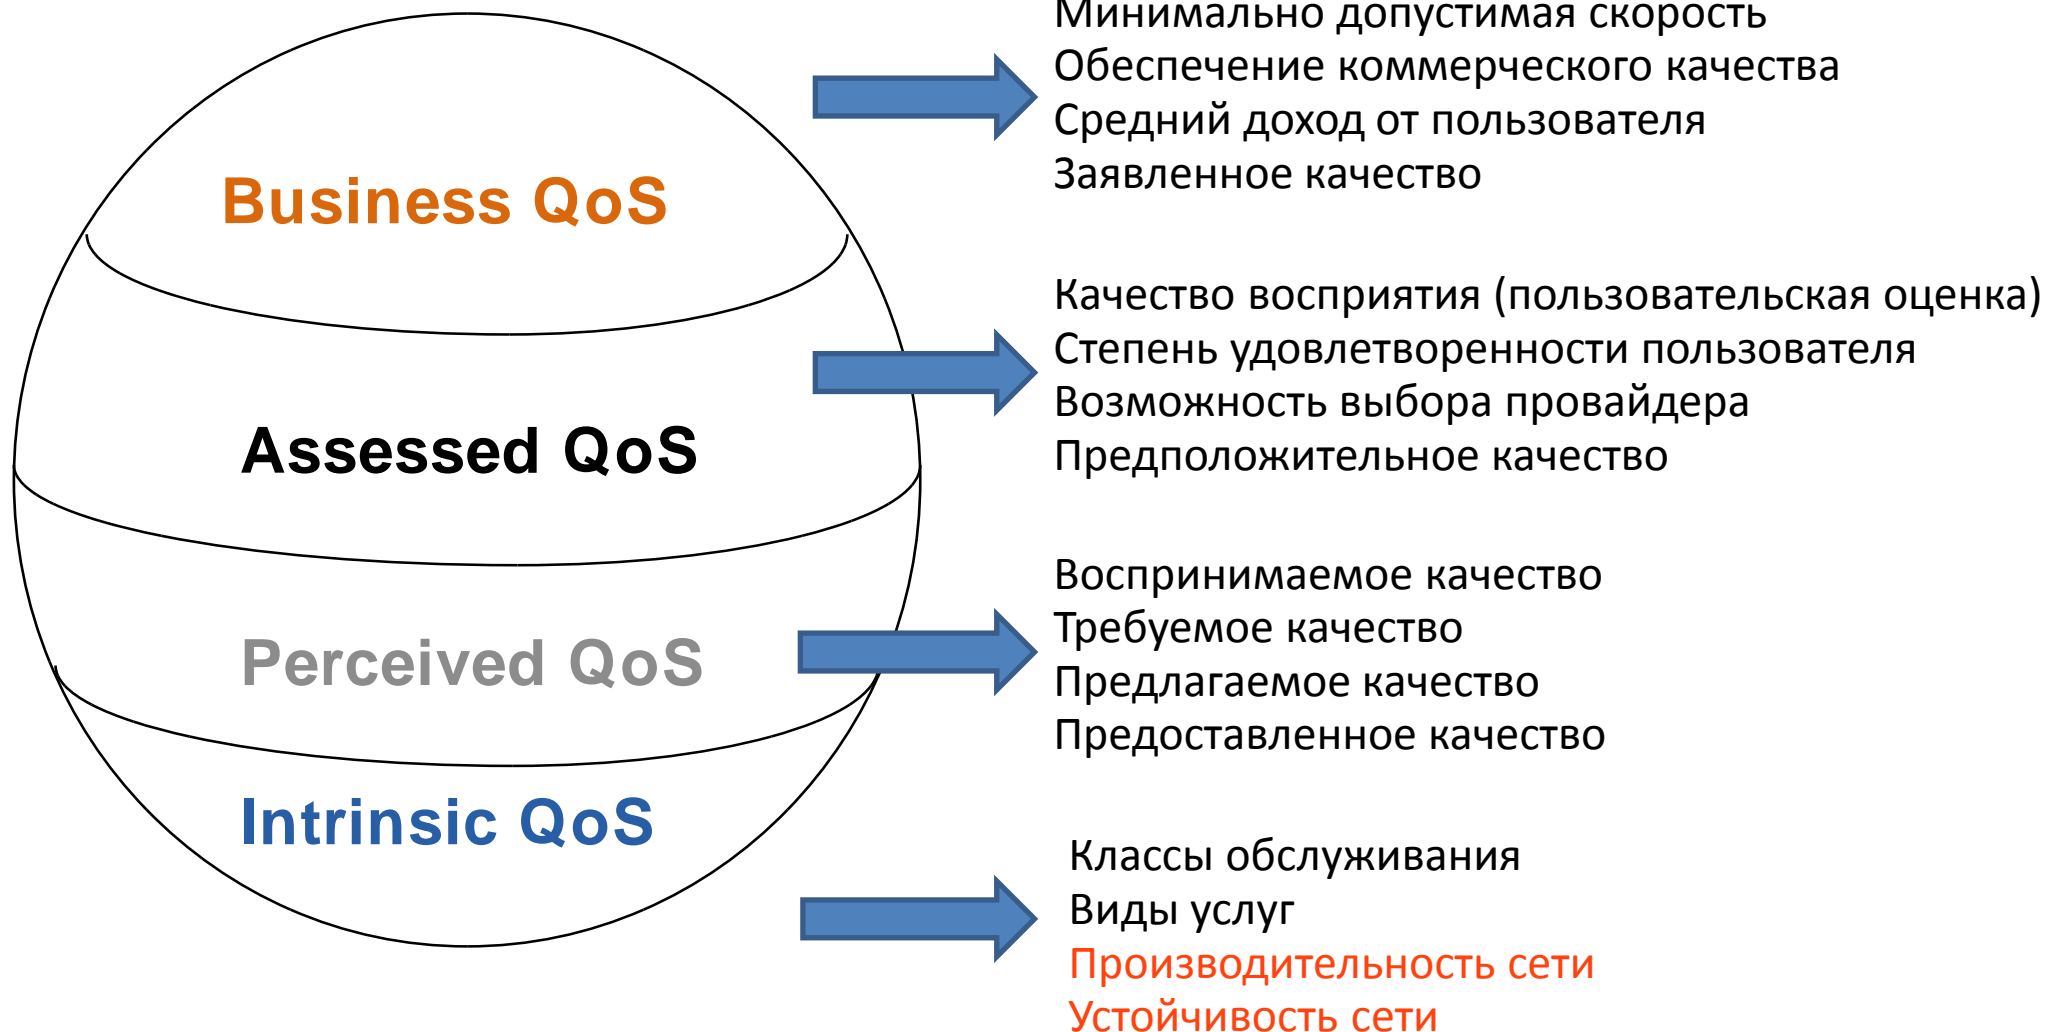 Минимально допустимая скорость
Обеспечение коммерческого качества
Средний доход от пользователя
Заявленное качество
Business QoS
Качество восприятия (пользовательская оценка)
Степень удовлетворенности пользователя
Возможность выбора провайдера
Предположительное качество
Assessed QoS
Воспринимаемое качество
Требуемое качество
Предлагаемое качество
Предоставленное качество
Perceived QoS
Intrinsic QoS
Классы обслуживания
Виды услуг
Производительность сети
Устойчивость сети